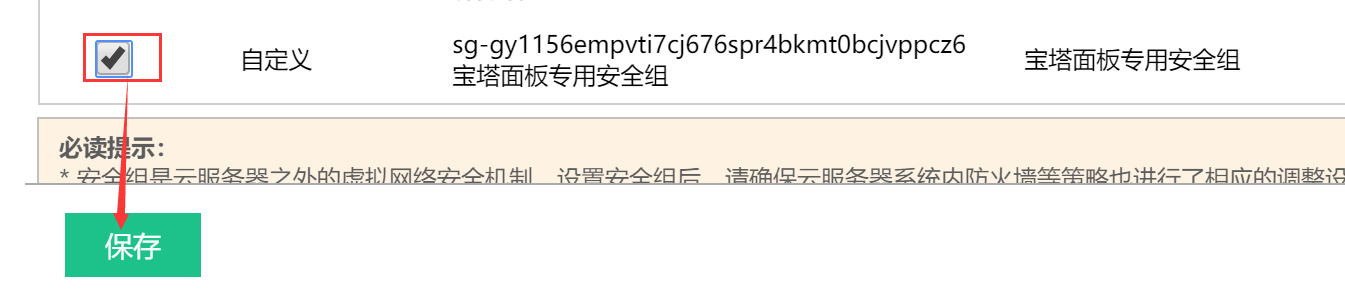 自定义
sg-gy1156empvti7cj676spr4bkmt0bcjvppcz6
宝塔面板专用安全组
宝塔面板专用安全组
必读提示：
* 安全组是云服务器之外的虚拟网络安全机制，设置安全组后，请确保云服务器系统内防火墙等策略也进行了相应的调整设
保存